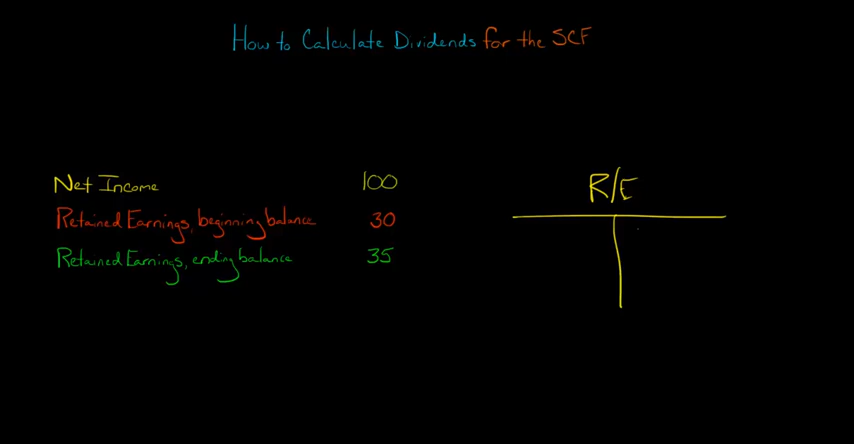 How to Calculate Dividends for the SCF
Net Income 100
Retained Earnings, beginning balance 30
Retained Earnings, ending balance 35
R/E